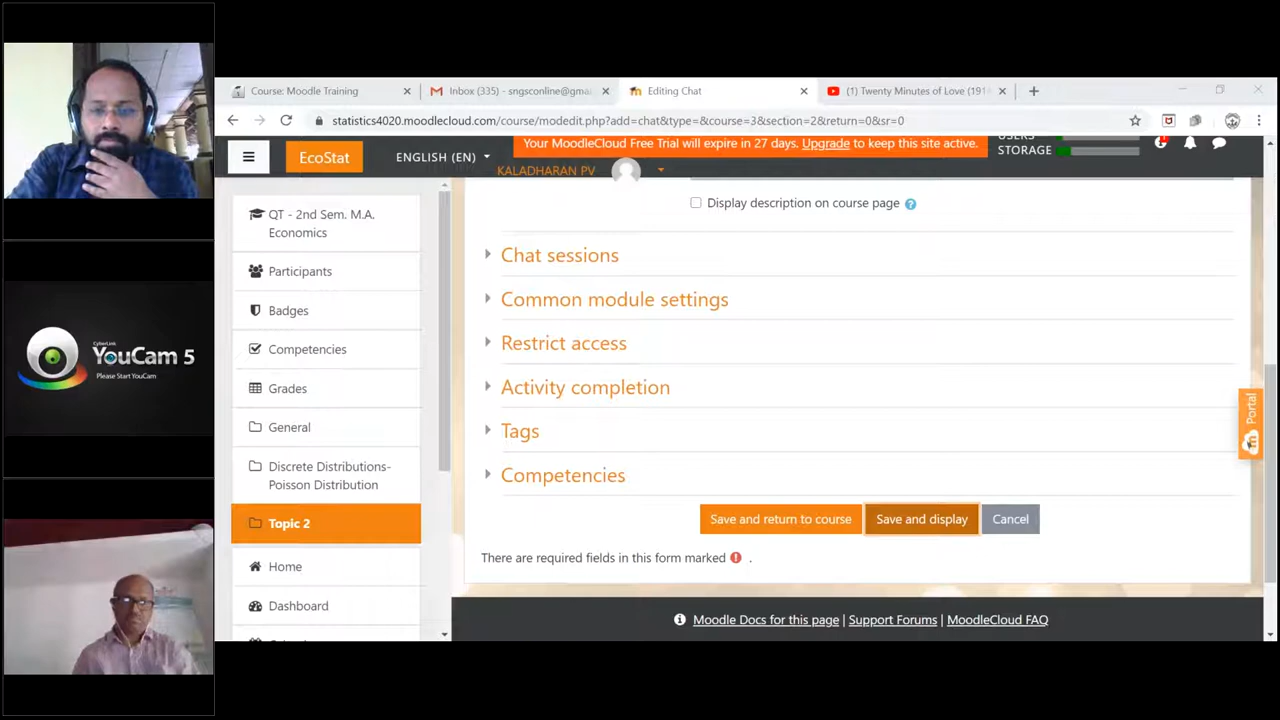 CyberLink
YouCam 5
Please Start YouCam
Course: Moodle Training
Inbox (335) - sngsconline@gma
Editing Chat
(1) Twenty Minutes of Love (191
statistics4020.moodlecloud.com/course/modedit.php?add=chat&type=&course=3&section=2&return=0&sr=0
EcoStat
ENGLISH (EN)
Your MoodleCloud Free Trial will expire in 27 days. Upgrade to keep this site active.
USERS
STORAGE
KALADHARAN PV
QT - 2nd Sem. M.A.
Economics
Participants
Badges
Competencies
Grades
General
Discrete Distributions-
Poisson Distribution
Topic 2
Home
Dashboard
Display description on course page
Chat sessions
Common module settings
Restrict access
Activity completion
Tags
Competencies
Save and return to course
Save and display
Cancel
There are required fields in this form marked .
Portal
Moodle Docs for this page | Support Forums | MoodleCloud FAQ